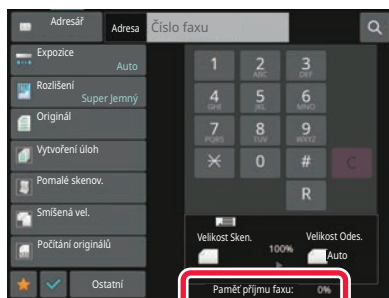 Adresář
Adresa
Číslo faxu
Expozice
Auto
Rozlišení
Super Jemný
Originál
Vytvoření úloh
Pomalé skenov.
Smíšená vel.
Počítání originálů
Ostatní
1
2 ABC
3 DEF
4 GHI
5 JKL
6 MNO
7 PQRS
8 TUV
9 WXYZ
0
#
C
R
Velikost Sken.
100%
Velikost Odes.
Auto
Paměť příjmu faxu: 0%